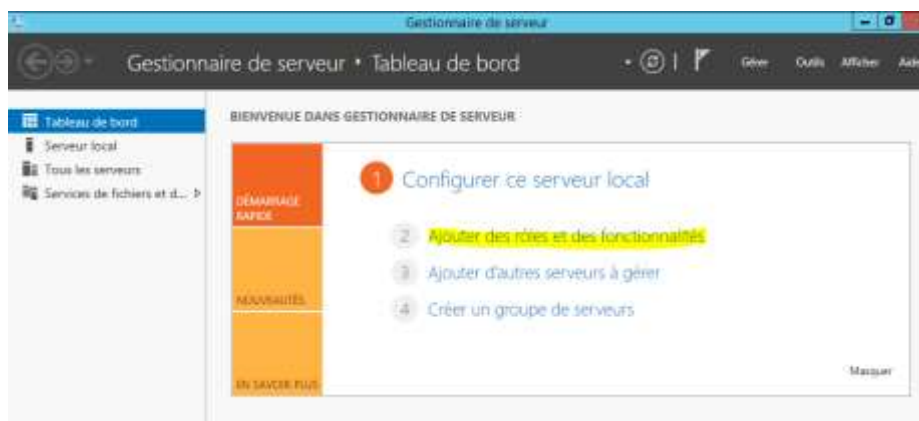 Gestionnaire de serveur
Gestionnaire de serveur • Tableau de bord
Gérer Outils Afficher Aide
Tableau de bord
Serveur local
Tous les serveurs
Services de fichiers et d...
BIENVENUE DANS GESTIONNAIRE DE SERVEUR
DÉMARRAGE
RAPIDE
NOUVEAUTÉS
EN SAVOIR PLUS
1 Configurer ce serveur local
2 Ajouter des rôles et des fonctionnalités
3 Ajouter d'autres serveurs à gérer
4 Créer un groupe de serveurs
Masquer